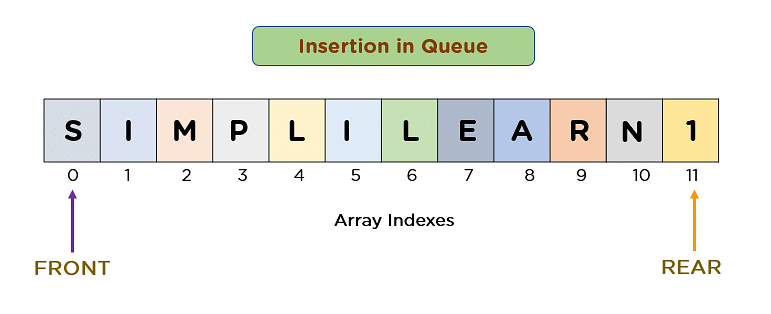 Insertion in Queue
S I M P L I L E A R N 1
0 1 2 3 4 5 6 7 8 9 10 11
Array Indexes
FRONT REAR